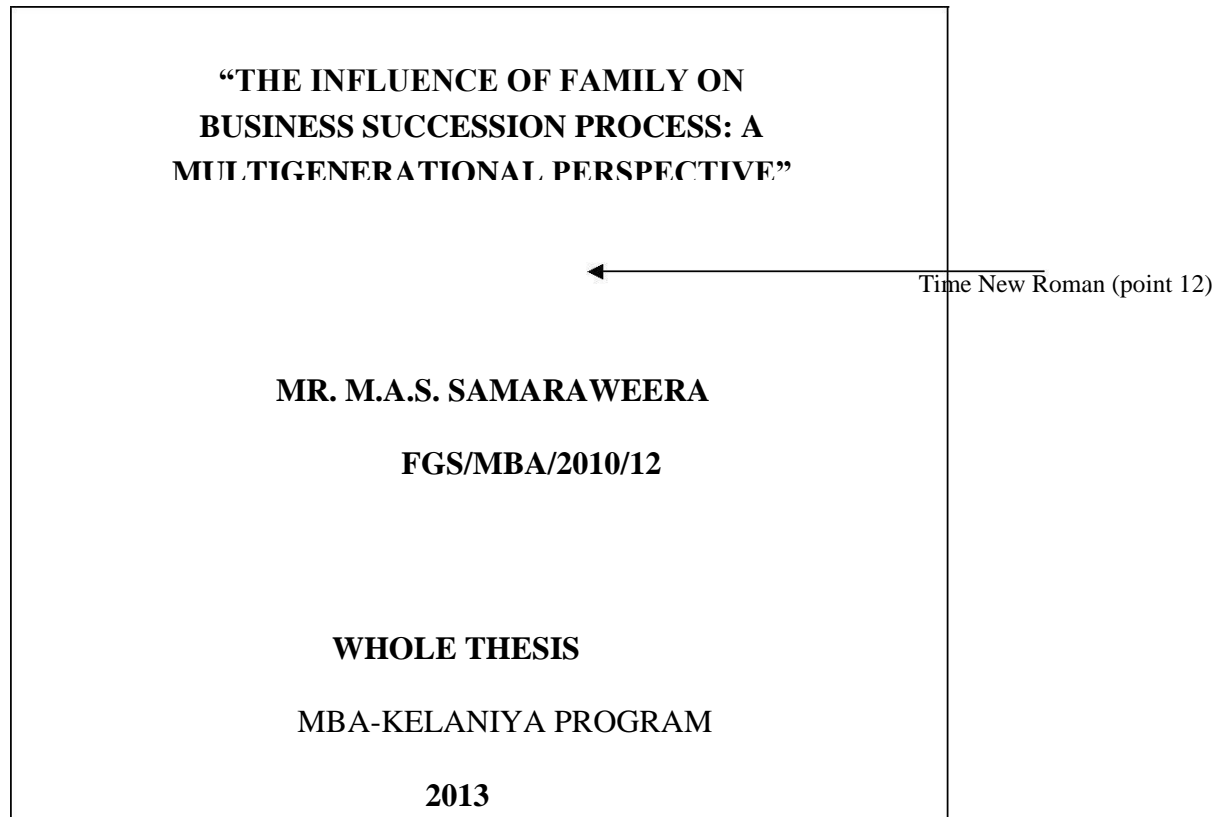 “THE INFLUENCE OF FAMILY ON
BUSINESS SUCCESSION PROCESS: A
MULTIGENERATIONAL PERSPECTIVE”
Time New Roman (point 12)
MR. M.A.S. SAMARAWEERA
FGS/MBA/2010/12
WHOLE THESIS
MBA-KELANIYA PROGRAM
2013